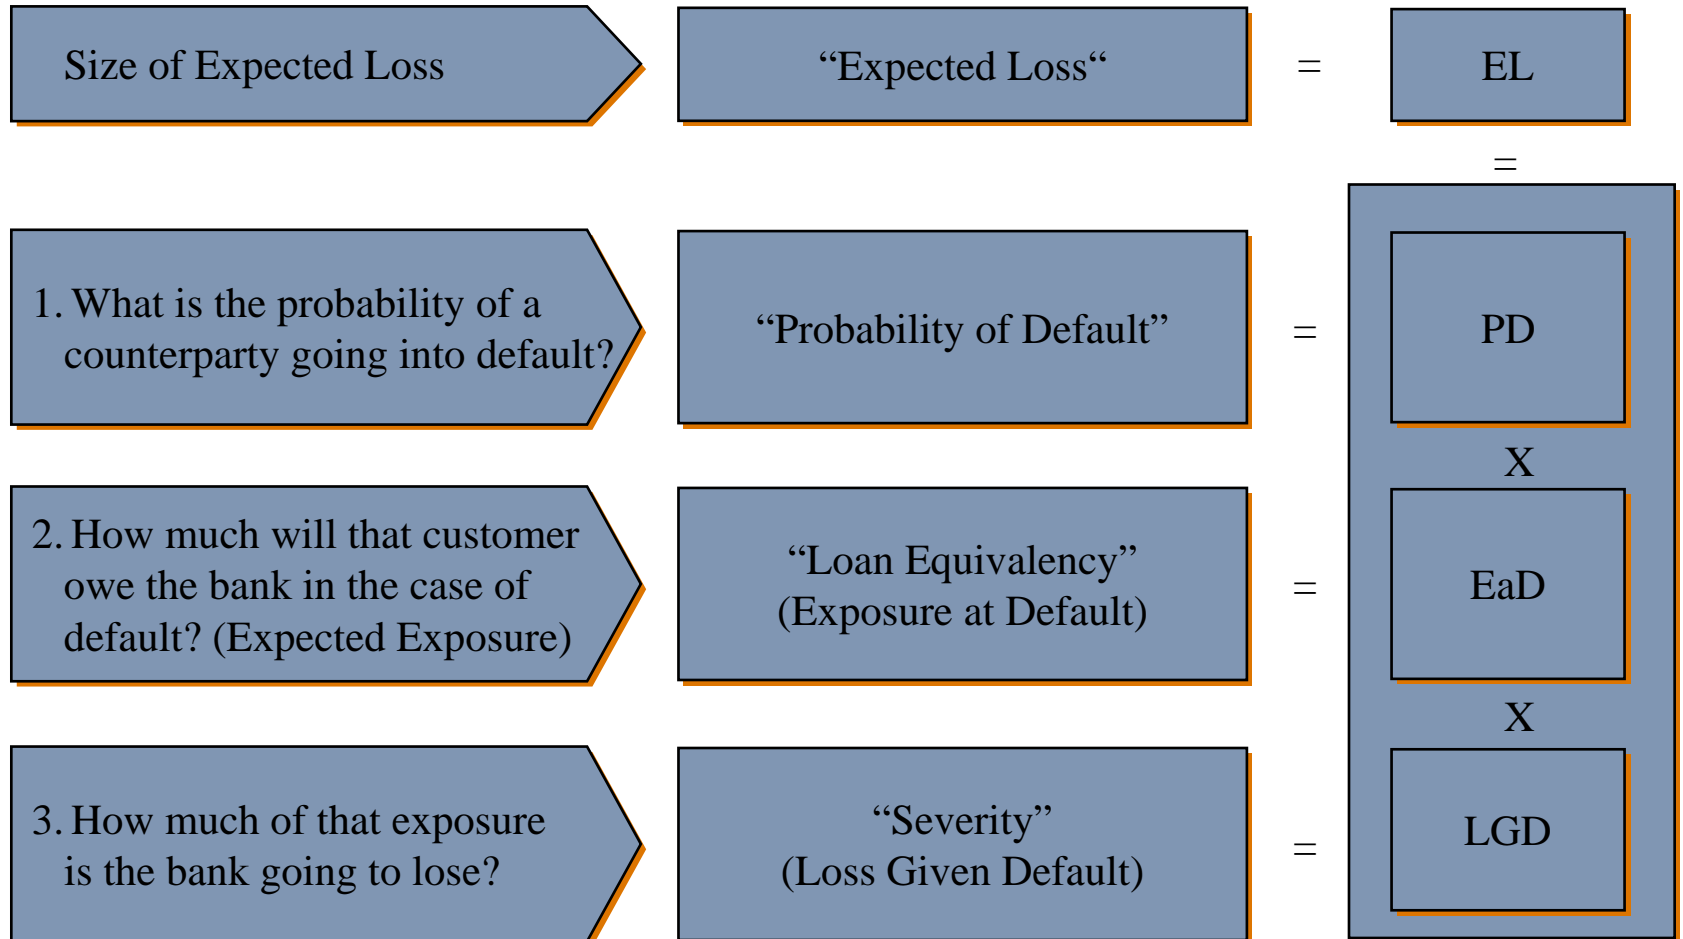 Size of Expected Loss
“Expected Loss“
=
EL
=
1. What is the probability of a
counterparty going into default?
“Probability of Default”
=
PD
X
2. How much will that customer
owe the bank in the case of
default? (Expected Exposure)
“Loan Equivalency”
(Exposure at Default)
=
EaD
X
3. How much of that exposure
is the bank going to lose?
“Severity”
(Loss Given Default)
=
LGD